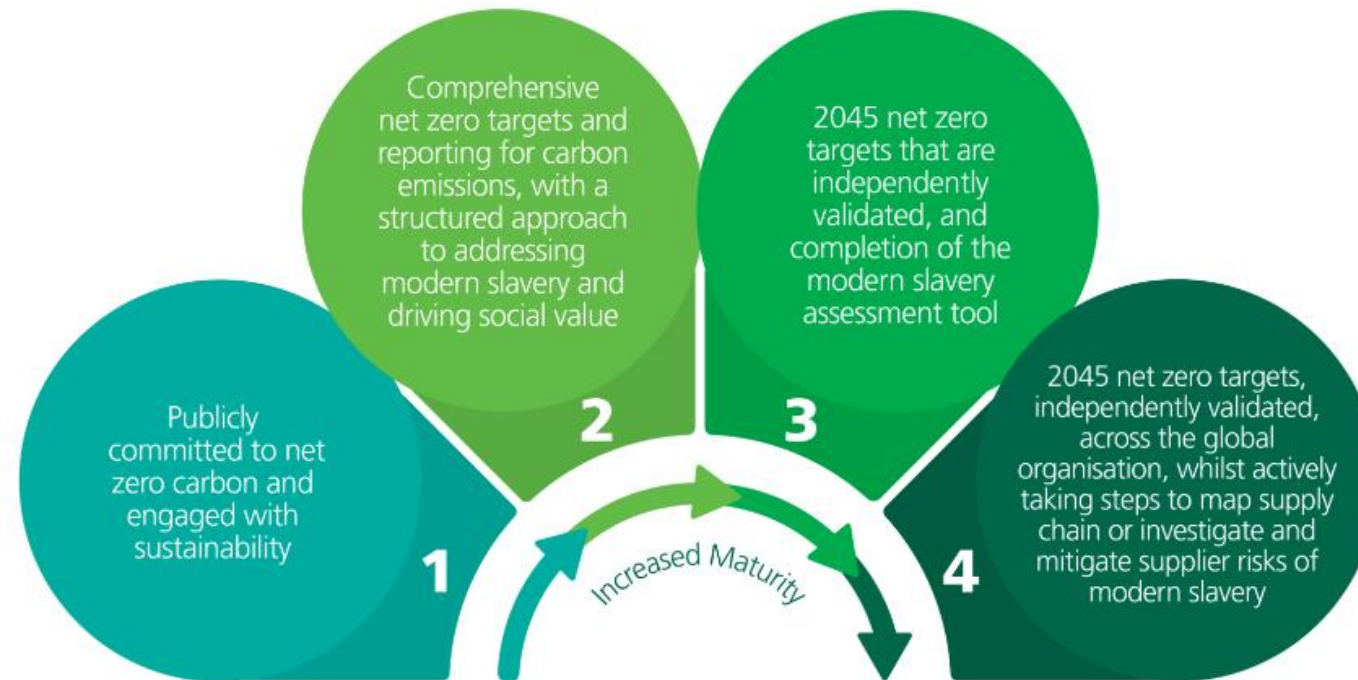 Publicly
committed to net
zero carbon and
engaged with
sustainability
1
Comprehensive
net zero targets and
reporting for carbon
emissions, with a
structured approach
to addressing
modern slavery and
driving social value
2
2045 net zero
targets that are
independently
validated, and
completion of the
modern slavery
assessment tool
3
2045 net zero targets,
independently validated,
across the global
organisation, whilst actively
taking steps to map supply
chain or investigate and
mitigate supplier risks of
modern slavery
4
Increased Maturity